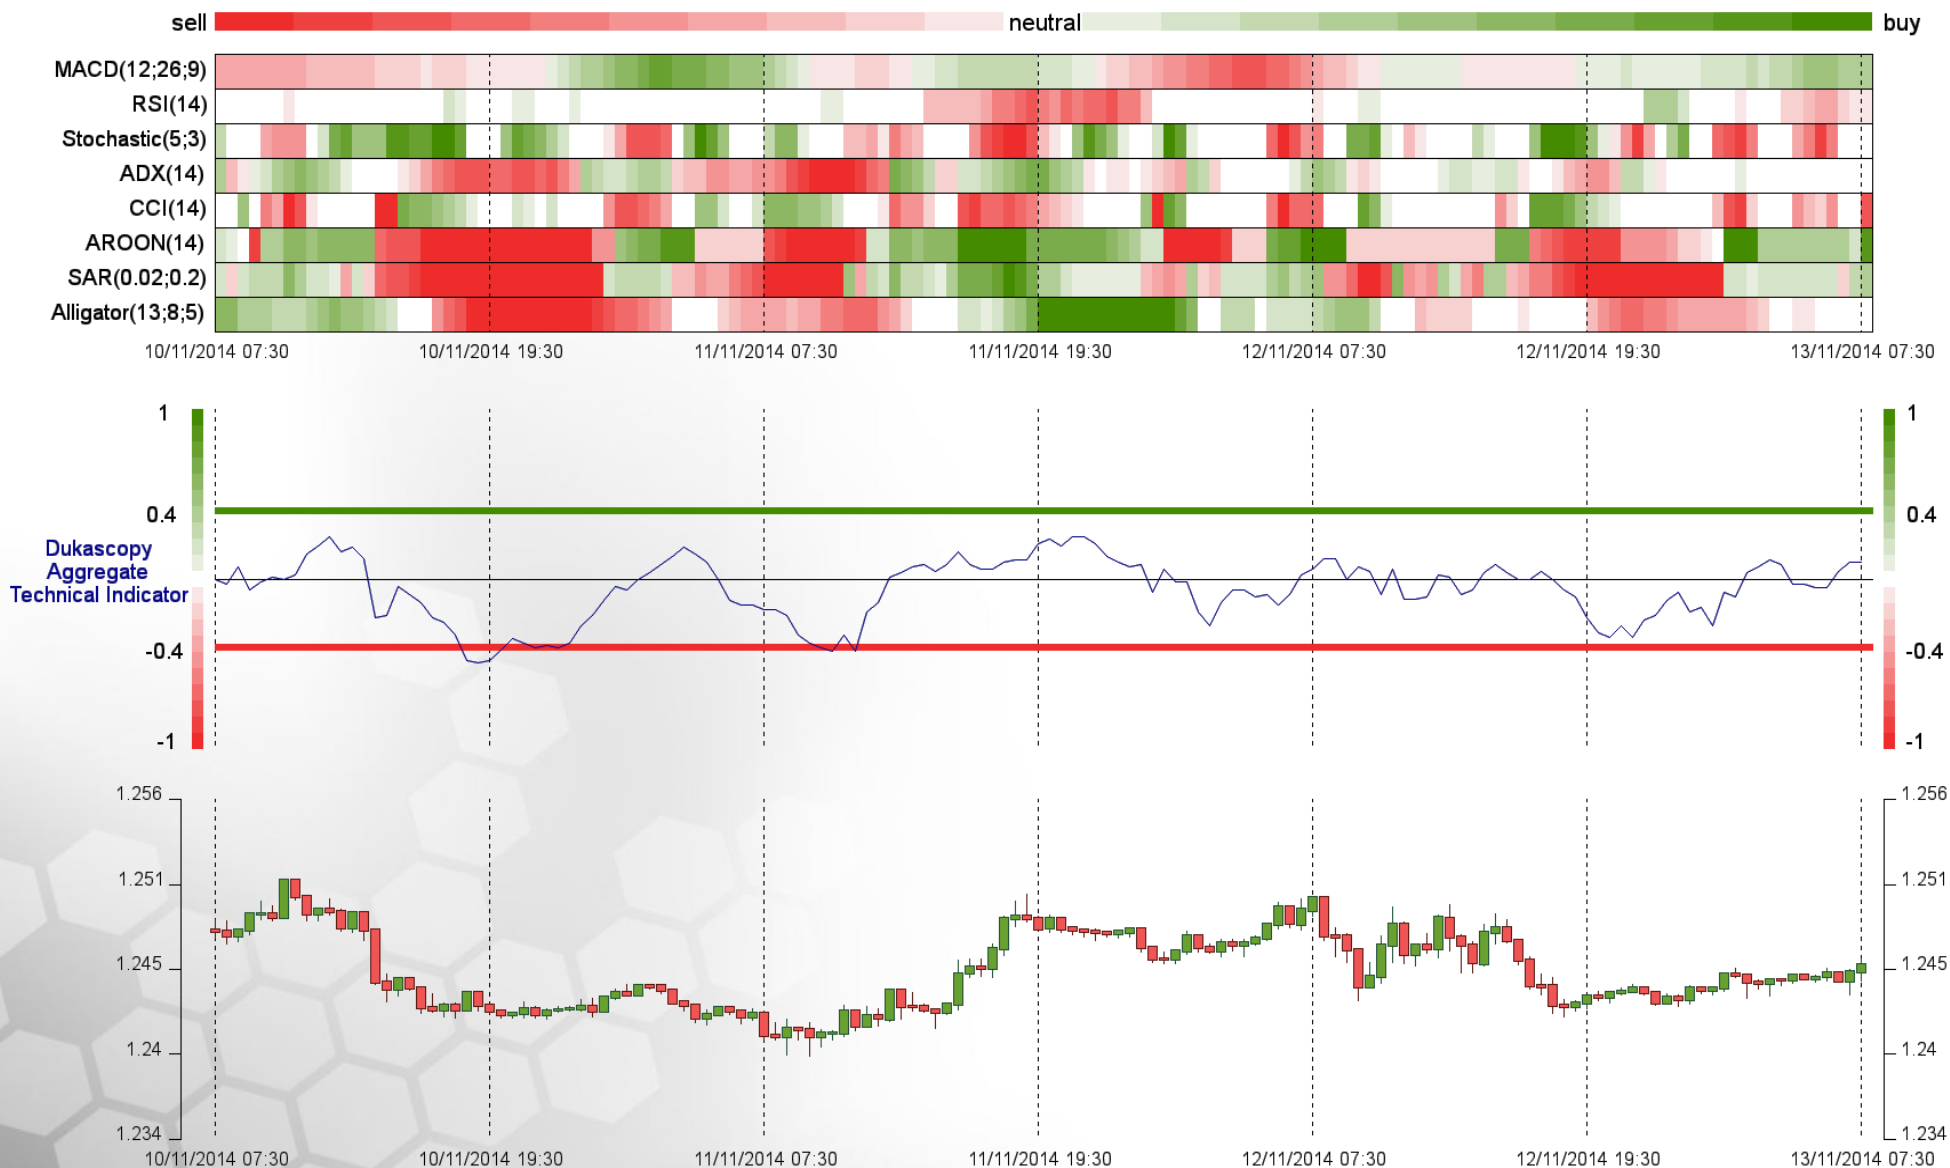 sell neutral buy
MACD(12;26;9)
RSI(14)
Stochastic(5;3)
ADX(14)
CCI(14)
AROON(14)
SAR(0.02;0.2)
Alligator(13;8;5)
10/11/2014 07:30 10/11/2014 19:30 11/11/2014 07:30 11/11/2014 19:30 12/11/2014 07:30 12/11/2014 19:30 13/11/2014 07:30
1 1
0.4 0.4
Dukascopy
Aggregate
Technical Indicator
-0.4 -0.4
-1 -1
1.256 1.256
1.251 1.251
1.245 1.245
1.24 1.24
1.234 1.234
10/11/2014 07:30 10/11/2014 19:30 11/11/2014 07:30 11/11/2014 19:30 12/11/2014 07:30 12/11/2014 19:30 13/11/2014 07:30